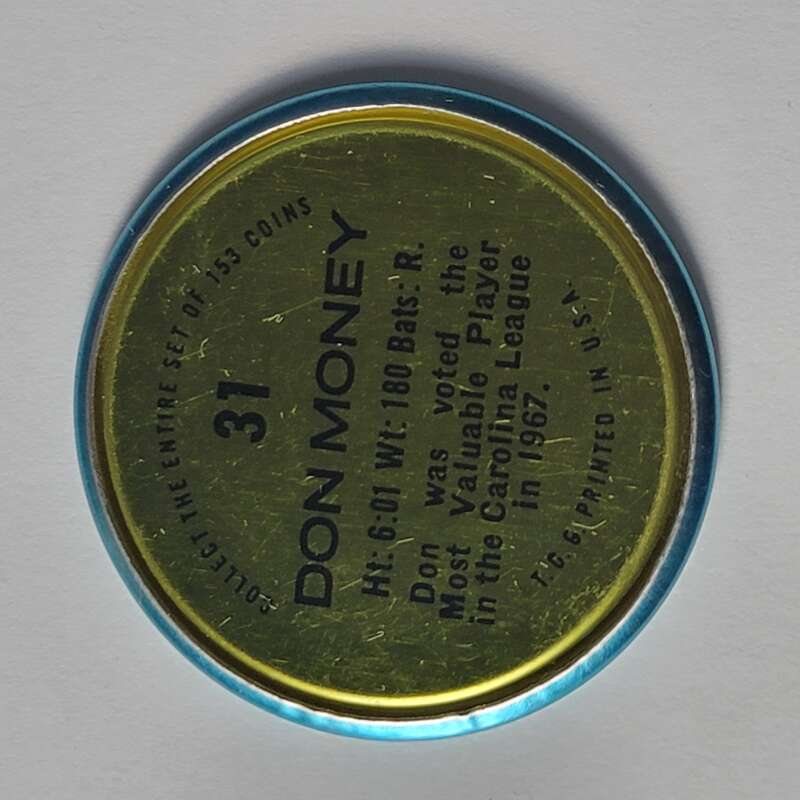 COLLECT THE ENTIRE SET OF 153 COINS
31
DON MONEY
Ht: 6:01 Wt: 180 Bats: R.
Don was voted the
Most Valuable Player
in the Carolina League
in 1967.
T.C.G. PRINTED IN U.S.A.